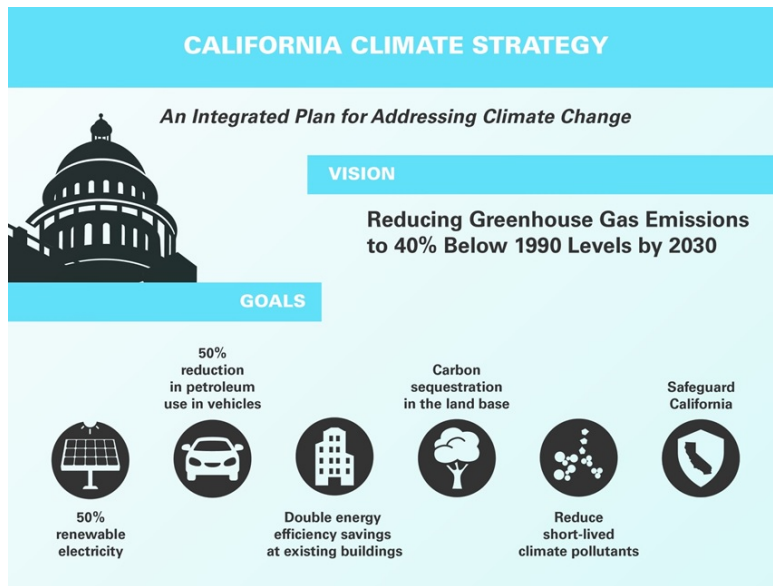 CALIFORNIA CLIMATE STRATEGY
An Integrated Plan for Addressing Climate Change
VISION
Reducing Greenhouse Gas Emissions
to 40% Below 1990 Levels by 2030
GOALS
50%
renewable
electricity
50%
reduction
in petroleum
use in vehicles
Double energy
efficiency savings
at existing buildings
Carbon
sequestration
in the land base
Reduce
short-lived
climate pollutants
Safeguard
California